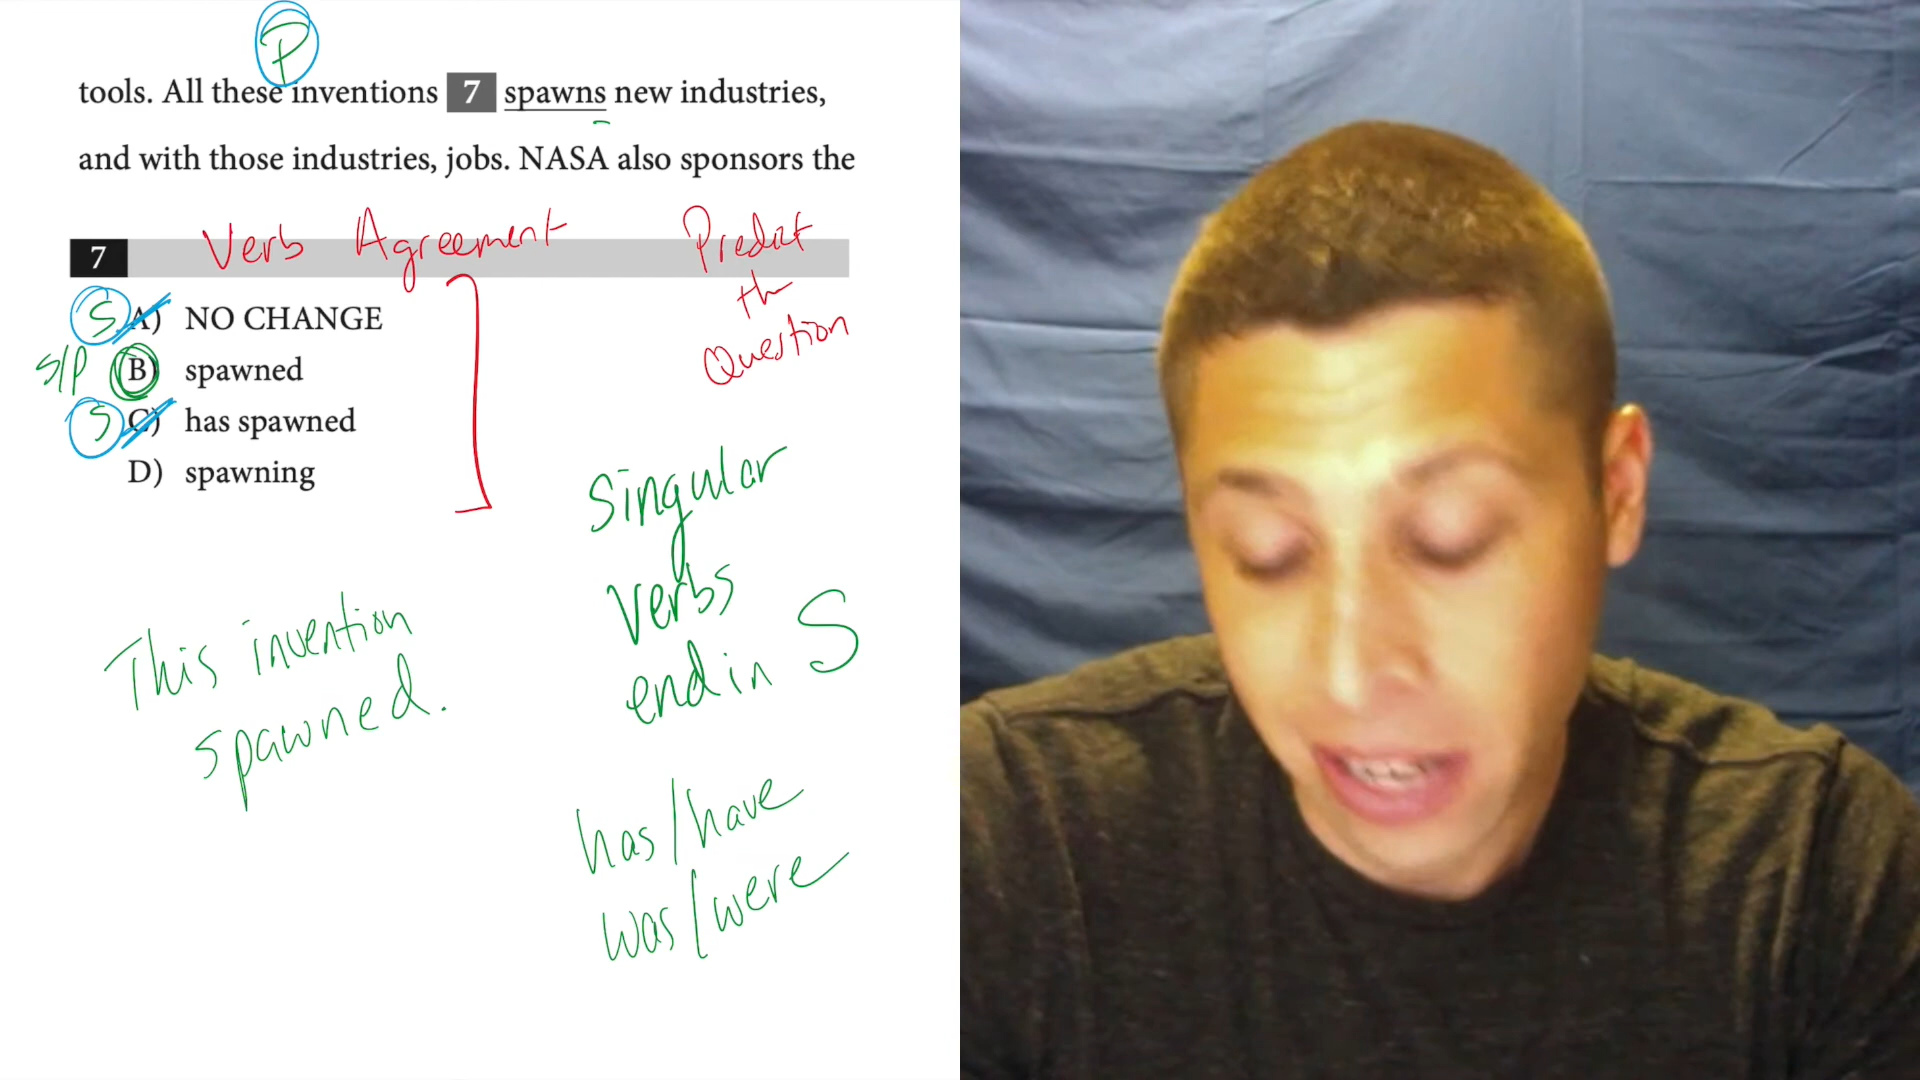 P
tools. All these inventions 7 spawns new industries,
and with those industries, jobs. NASA also sponsors the
7 Verb Agreement
Predict
th
Question
S A) NO CHANGE
S/P B) spawned
S C) has spawned
D) spawning
Singular
verbs
end in S
This invention
spawned.
has/have
was/were